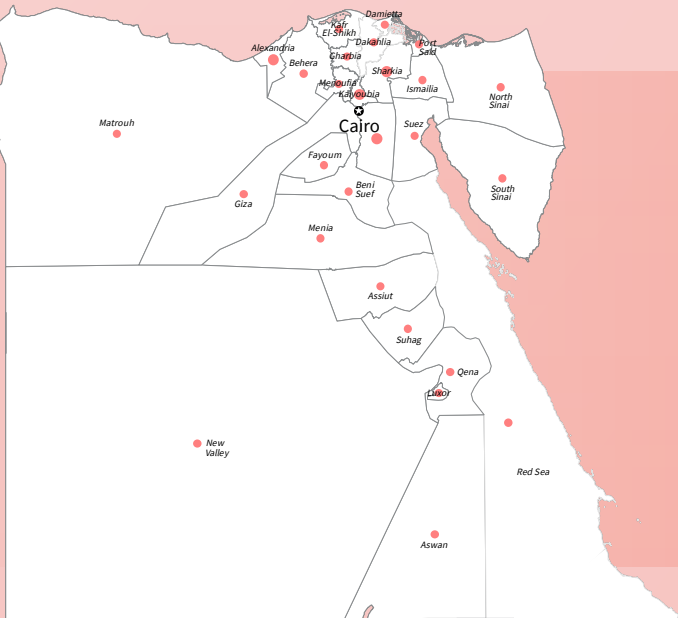 Damietta
Kafr
El-Shikh
Alexandria
Dakahlia
Port
Said
Gharbia
Behera
Sharkia
Menoufia
Ismailia
Kalyoubia
North
Sinai
Matrouh
Cairo
Suez
Fayoum
Beni
Suef
South
Sinai
Giza
Menia
Assiut
Suhag
Qena
Luxor
New
Valley
Red Sea
Aswan